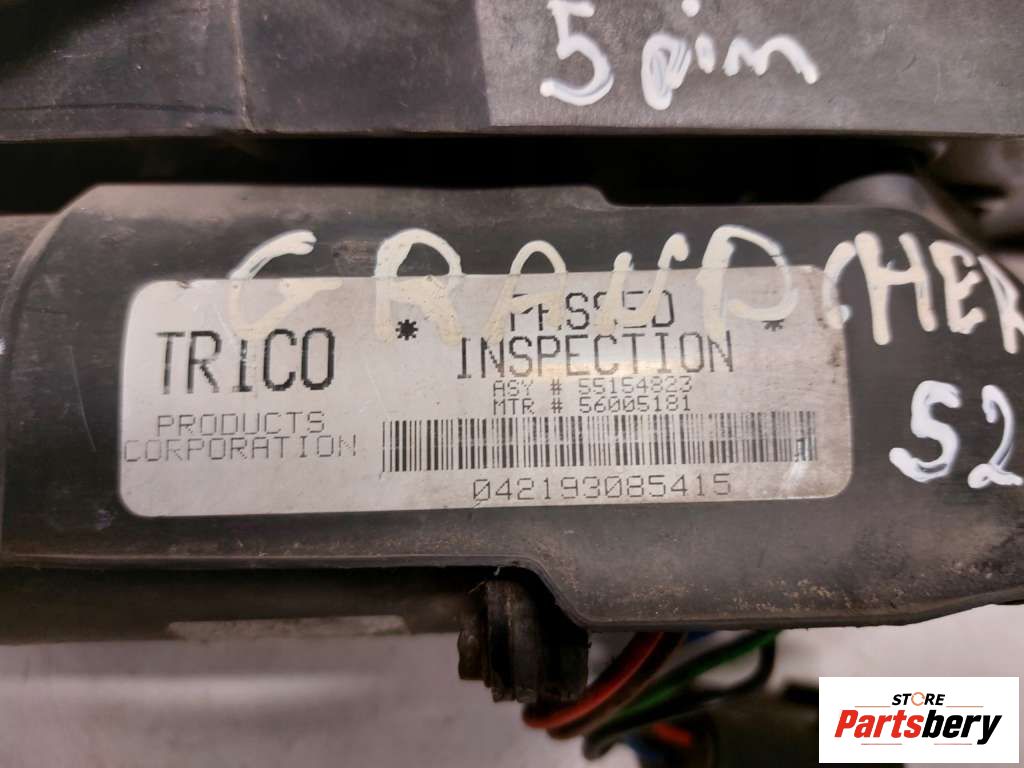 5 pin
GRAND CHER
52
TRICO
PRODUCTS
CORPORATION
* PASSED *
INSPECTION
ASY # 55154823
MTR # 56005181
042193085415
STORE
Partsbery